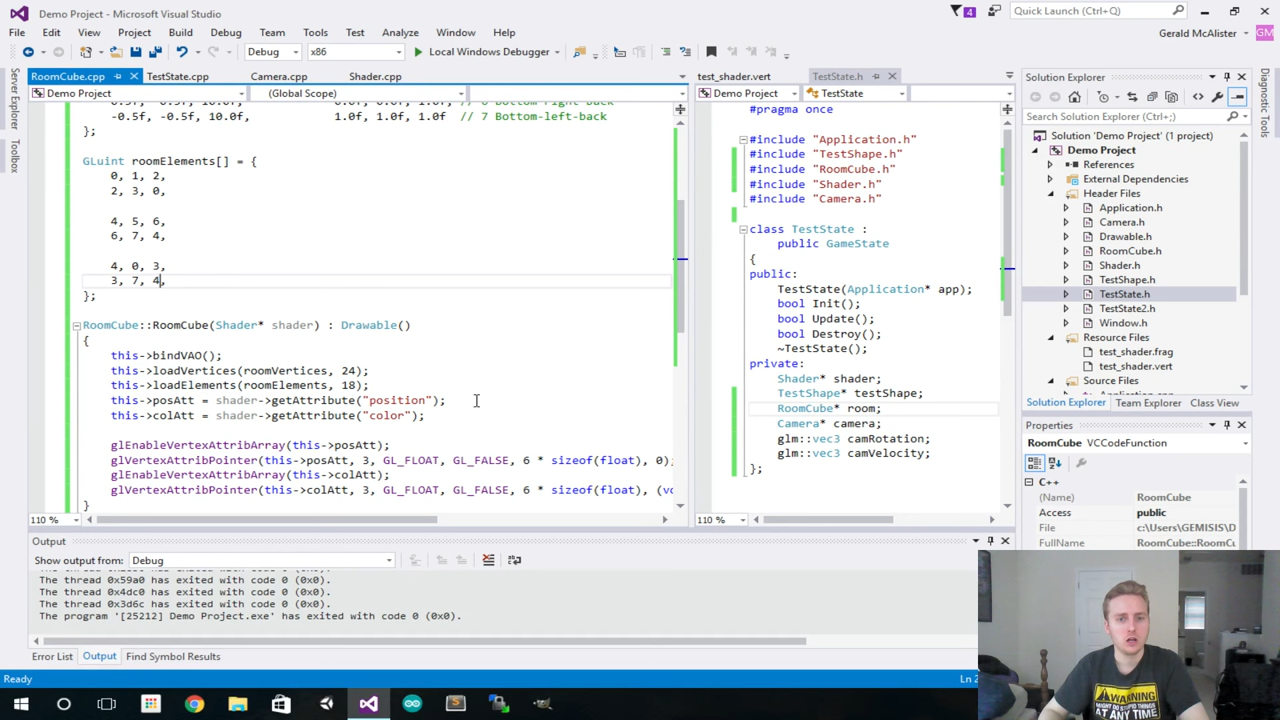 Demo Project - Microsoft Visual Studio
4
Quick Launch (Ctrl+Q)
File Edit View Project Build Debug Team Tools Test Analyze Window Help
Gerald McAlister GM
Debug x86 Local Windows Debugger
Server Explorer
Toolbox
RoomCube.cpp TestState.cpp Camera.cpp Shader.cpp
Demo Project (Global Scope)
-0.5f, 0.5f, 10.0f, 1.0f, 1.0f, 1.0f // 7 Bottom-left-back
};
GLuint roomElements[] = {
0, 1, 2,
2, 3, 0,
4, 5, 6,
6, 7, 4,
4, 0, 3,
3, 7, 4,
};
RoomCube::RoomCube(Shader* shader) : Drawable()
{
this->bindVAO();
this->loadVertices(roomVertices, 24);
this->loadElements(roomElements, 18);
this->posAtt = shader->getAttribute("position");
this->colAtt = shader->getAttribute("color");
glEnableVertexAttribArray(this->posAtt);
glVertexAttribPointer(this->posAtt, 3, GL_FLOAT, GL_FALSE, 6 * sizeof(float), 0);
glEnableVertexAttribArray(this->colAtt);
glVertexAttribPointer(this->colAtt, 3, GL_FLOAT, GL_FALSE, 6 * sizeof(float), (vo
}
110 %
test_shader.vert TestState.h
Demo Project TestState
#pragma once
#include "Application.h"
#include "TestShape.h"
#include "RoomCube.h"
#include "Shader.h"
#include "Camera.h"
class TestState :
public GameState
{
public:
TestState(Application* app);
bool Init();
bool Update();
bool Destroy();
~TestState();
private:
Shader* shader;
TestShape* testShape;
RoomCube* room;
Camera* camera;
glm::vec3 camRotation;
glm::vec3 camVelocity;
};
110 %
Solution Explorer
Search Solution Explorer (Ctrl+;)
Solution 'Demo Project' (1 project)
Demo Project
References
External Dependencies
Header Files
Application.h
Camera.h
Drawable.h
RoomCube.h
Shader.h
TestShape.h
TestState.h
TestState2.h
Window.h
Resource Files
test_shader.frag
test_shader.vert
Source Files
Solution Explorer Team Explorer Class View
Properties
RoomCube VCCodeFunction
C++
(Name) RoomCube
Access public
File c:\Users\GEMISIS\D
FullName RoomCube::RoomCu
Diagnostic Tools
Output
Show output from: Debug
The thread 0x59a0 has exited with code 0 (0x0).
The thread 0x4dc0 has exited with code 0 (0x0).
The thread 0x3d6c has exited with code 0 (0x0).
The program '[25212] Demo Project.exe' has exited with code 0 (0x0).
Error List Output Find Symbol Results
Ready
WARNING